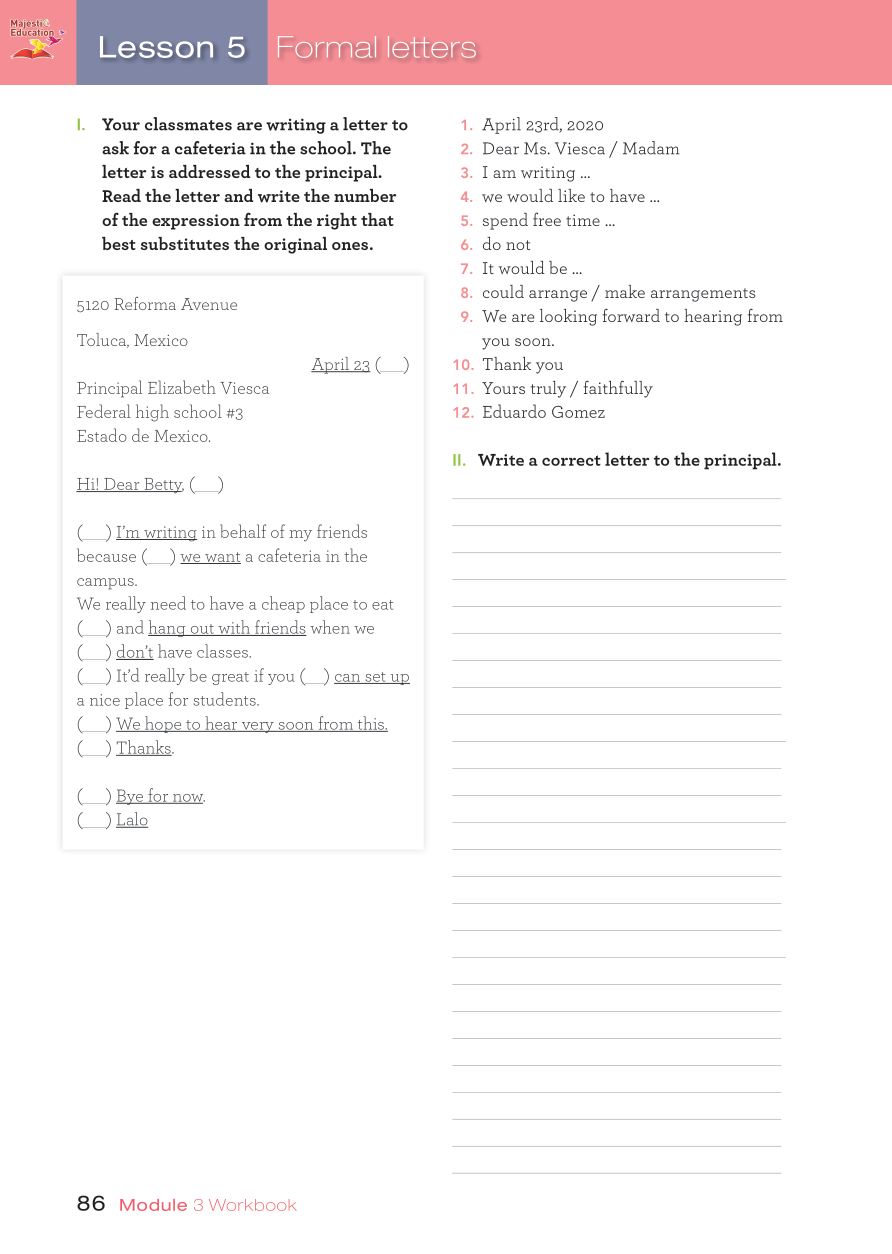 Majestic
Education
Lesson 5 Formal letters
I. Your classmates are writing a letter to
ask for a cafeteria in the school. The
letter is addressed to the principal.
Read the letter and write the number
of the expression from the right that
best substitutes the original ones.
5120 Reforma Avenue
Toluca, Mexico
April 23 (___)
Principal Elizabeth Viesca
Federal high school #3
Estado de Mexico.
Hi! Dear Betty, (___)
(___) I'm writing in behalf of my friends
because (___) we want a cafeteria in the
campus.
We really need to have a cheap place to eat
(___) and hang out with friends when we
(___) don't have classes.
(___) It'd really be great if you (___) can set up
a nice place for students.
(___) We hope to hear very soon from this.
(___) Thanks.
(___) Bye for now.
(___) Lalo
1. April 23rd, 2020
2. Dear Ms. Viesca / Madam
3. I am writing ...
4. we would like to have ...
5. spend free time ...
6. do not
7. It would be ...
8. could arrange / make arrangements
9. We are looking forward to hearing from
you soon.
10. Thank you
11. Yours truly / faithfully
12. Eduardo Gomez
II. Write a correct letter to the principal.
86 Module 3 Workbook